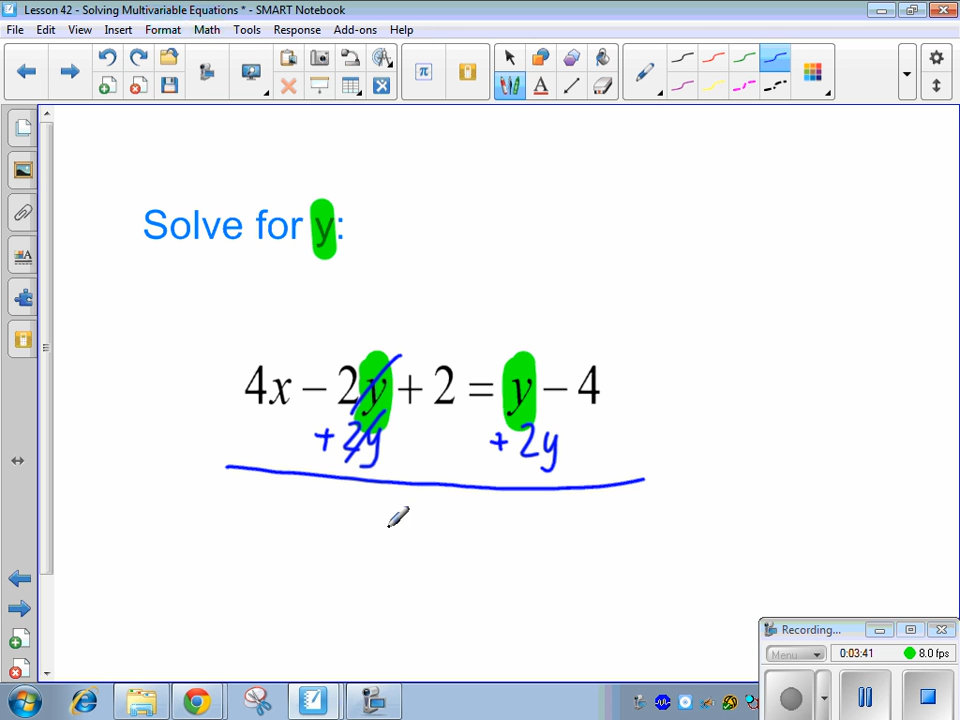 Lesson 42 - Solving Multivariable Equations * - SMART Notebook
File Edit View Insert Format Math Tools Response Add-ons Help
Solve for y:
4x − 2y + 2 = y − 4
+ 2y + 2y
Recording...
Menu 0:03:41 8.0 fps